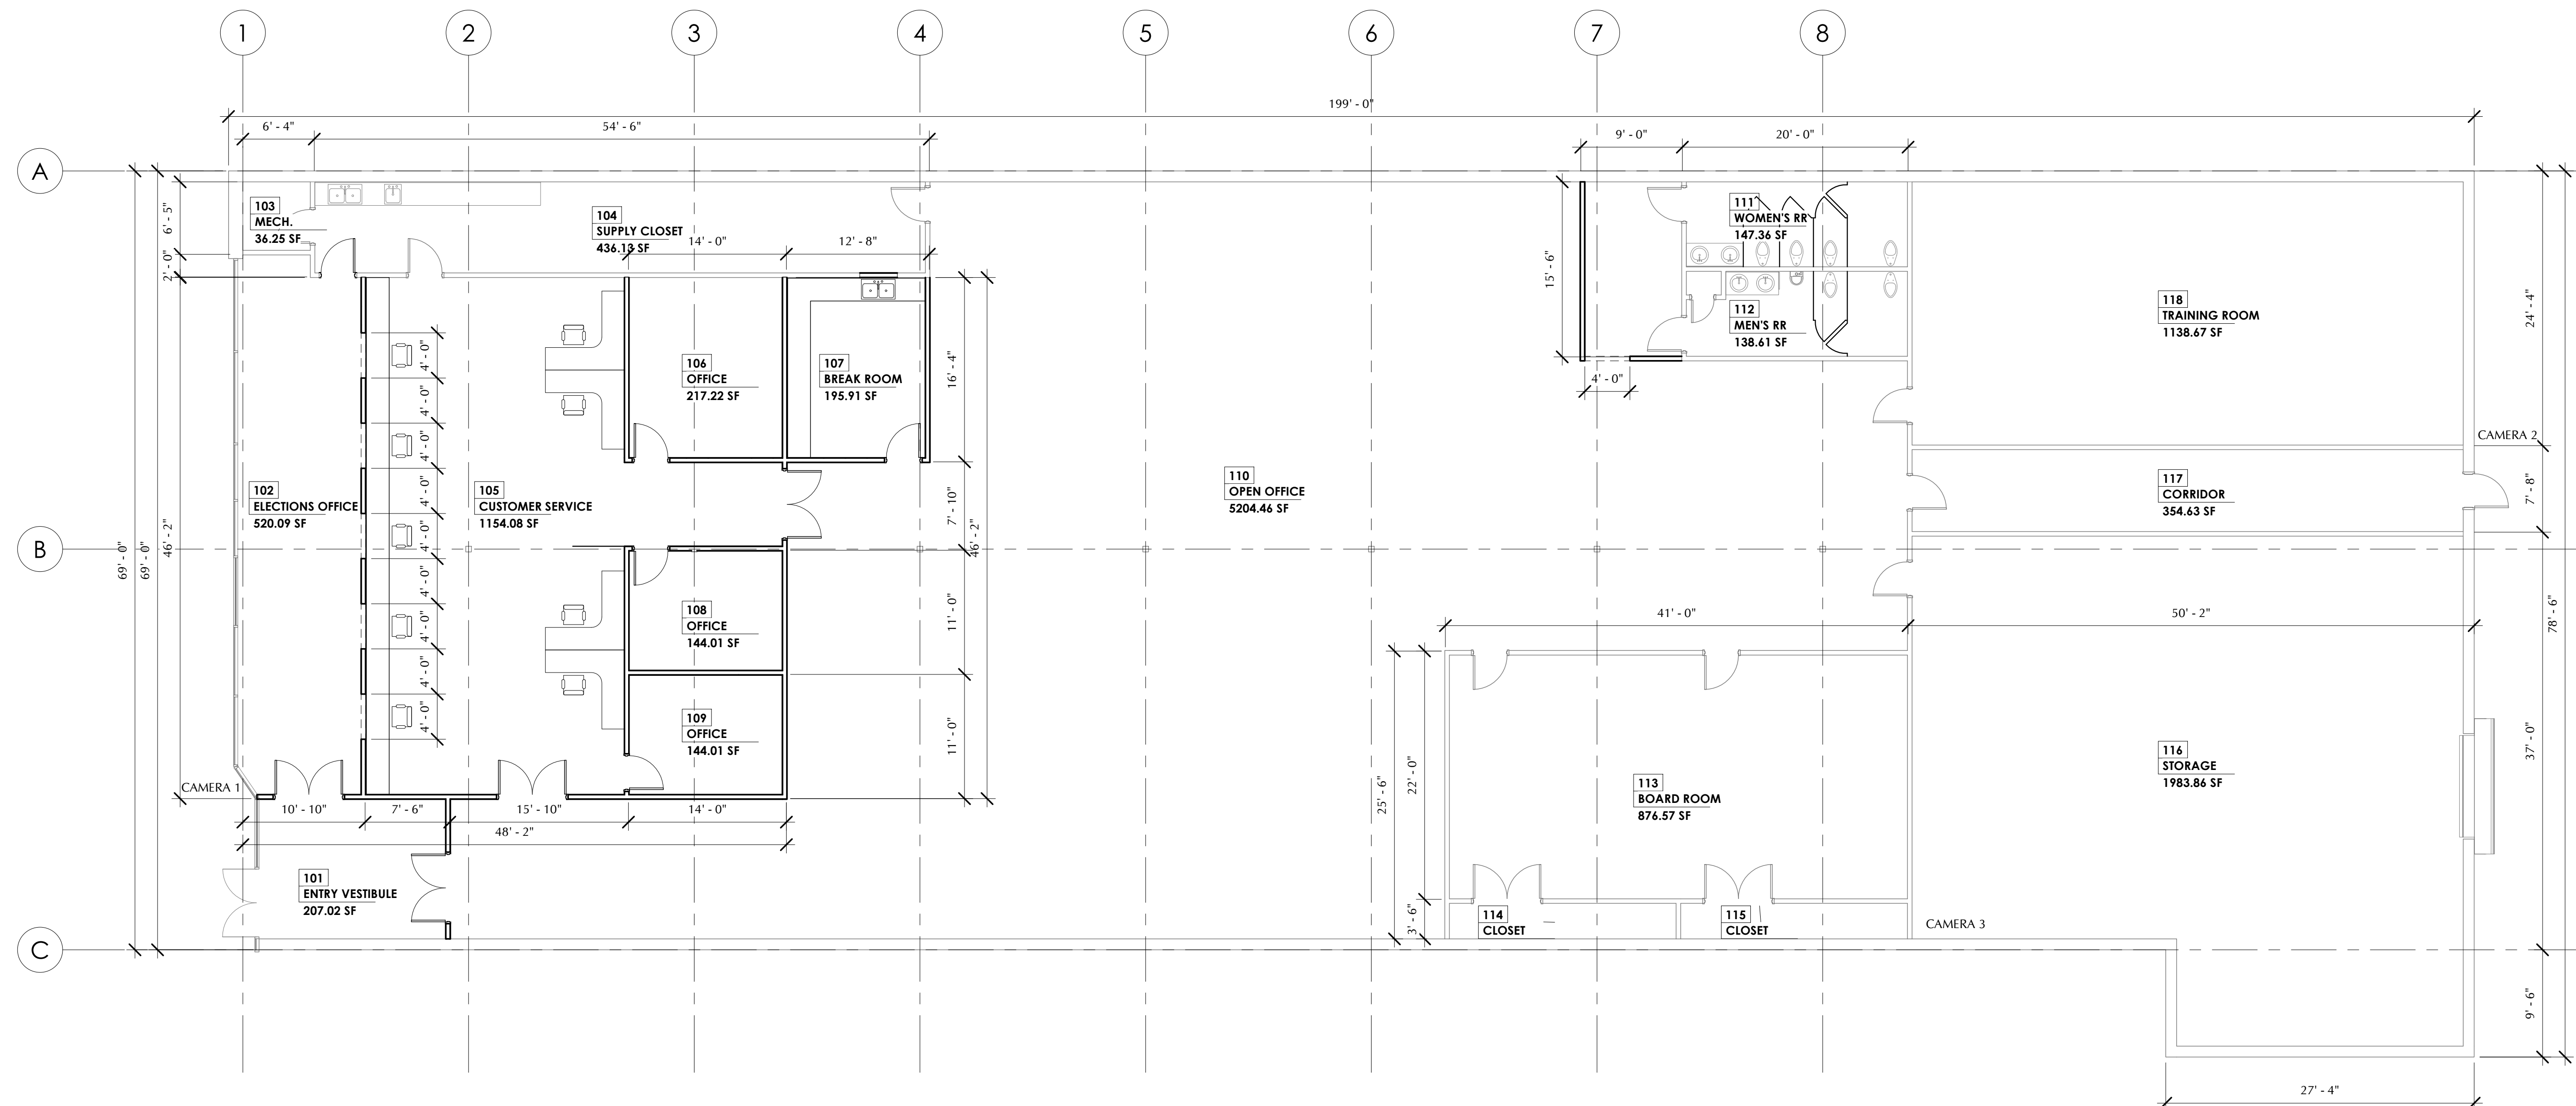 1 2 3 4 5 6 7 8
199' - 0"
6' - 4" 54' - 6" 9' - 0" 20' - 0"
A
103
MECH.
36.25 SF
104
SUPPLY CLOSET
436.13 SF
14' - 0" 12' - 8"
6' - 5"
2' - 0"
111
WOMEN'S RR
147.36 SF
15' - 6"
112
MEN'S RR
138.61 SF
4' - 0"
118
TRAINING ROOM
1138.67 SF
24' - 4"
CAMERA 2
106
OFFICE
217.22 SF
107
BREAK ROOM
195.91 SF
16' - 4"
4' - 0"
4' - 0"
4' - 0"
4' - 0"
4' - 0"
4' - 0"
4' - 0"
4' - 0"
4' - 0"
102
ELECTIONS OFFICE
520.09 SF
105
CUSTOMER SERVICE
1154.08 SF
7' - 10"
46' - 2"
110
OPEN OFFICE
5204.46 SF
117
CORRIDOR
354.63 SF
7' - 8"
B
69' - 0"
69' - 0"
46' - 2"
108
OFFICE
144.01 SF
11' - 0"
41' - 0" 50' - 2"
78' - 6"
109
OFFICE
144.01 SF
11' - 0"
25' - 6"
22' - 0"
113
BOARD ROOM
876.57 SF
116
STORAGE
1983.86 SF
37' - 0"
CAMERA 1
10' - 10" 7' - 6" 15' - 10" 14' - 0"
48' - 2"
101
ENTRY VESTIBULE
207.02 SF
3' - 6"
114
CLOSET
115
CLOSET
CAMERA 3
C
9' - 6"
27' - 4"